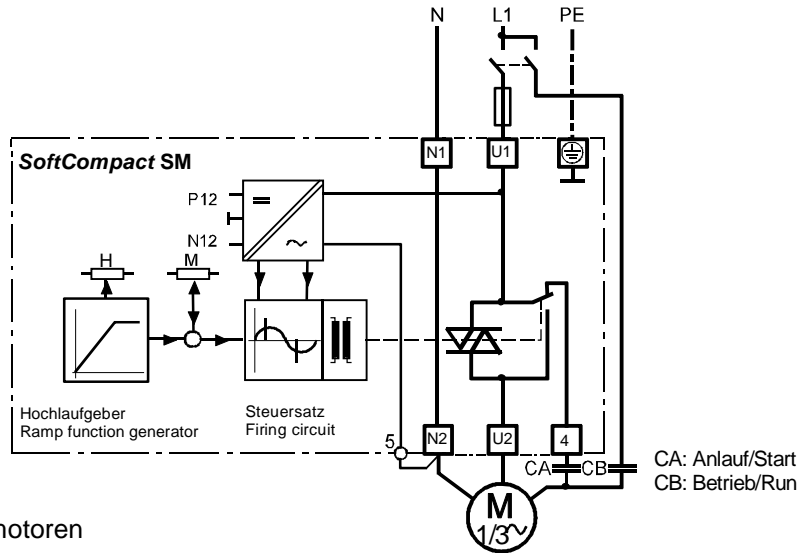 N L1 PE
SoftCompact SM
N1 U1
P12
N12
H M
Hochlaufgeber
Ramp function generator
Steuersatz
Firing circuit
5 N2 U2 4
CA CB
CA: Anlauf/Start
CB: Betrieb/Run
M
1/3~
notoren